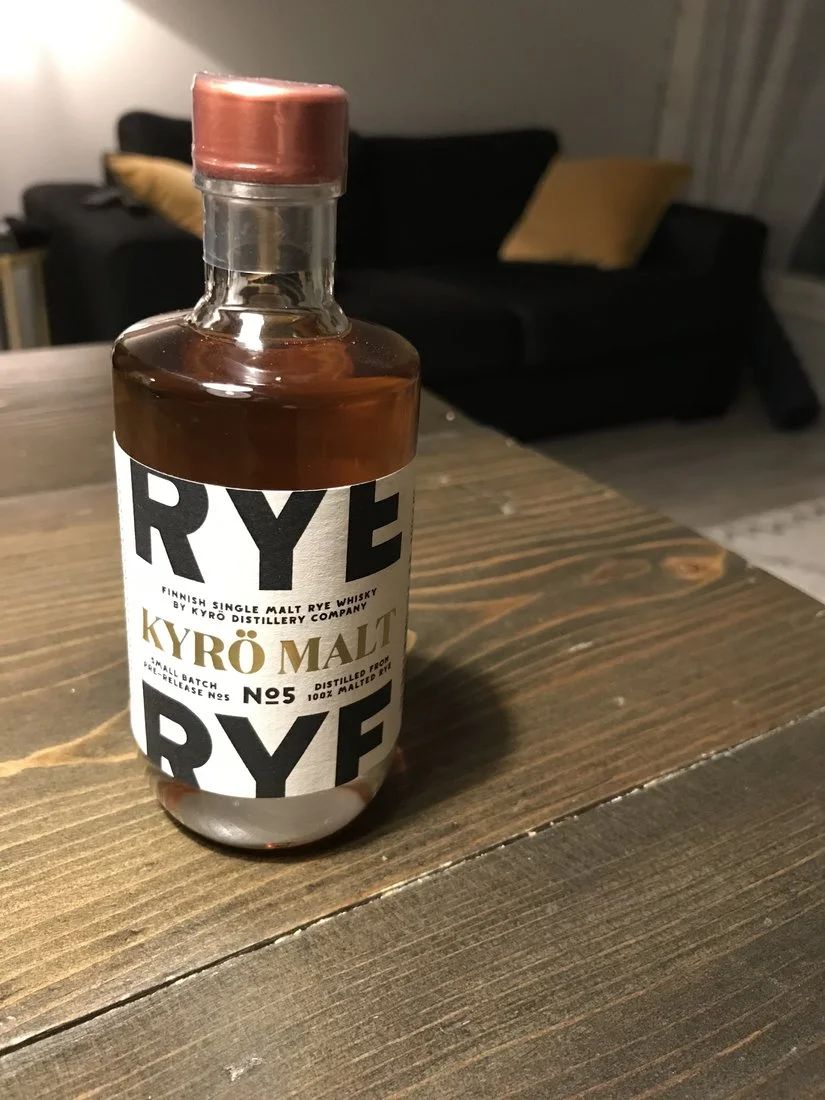 RYE
FINNISH SINGLE MALT RYE WHISKY
BY KYRÖ DISTILLERY COMPANY
KYRÖ MALT
SMALL BATCH
PRE-RELEASE Nº5
Nº5
DISTILLED FROM
100% MALTED RYE
RYE